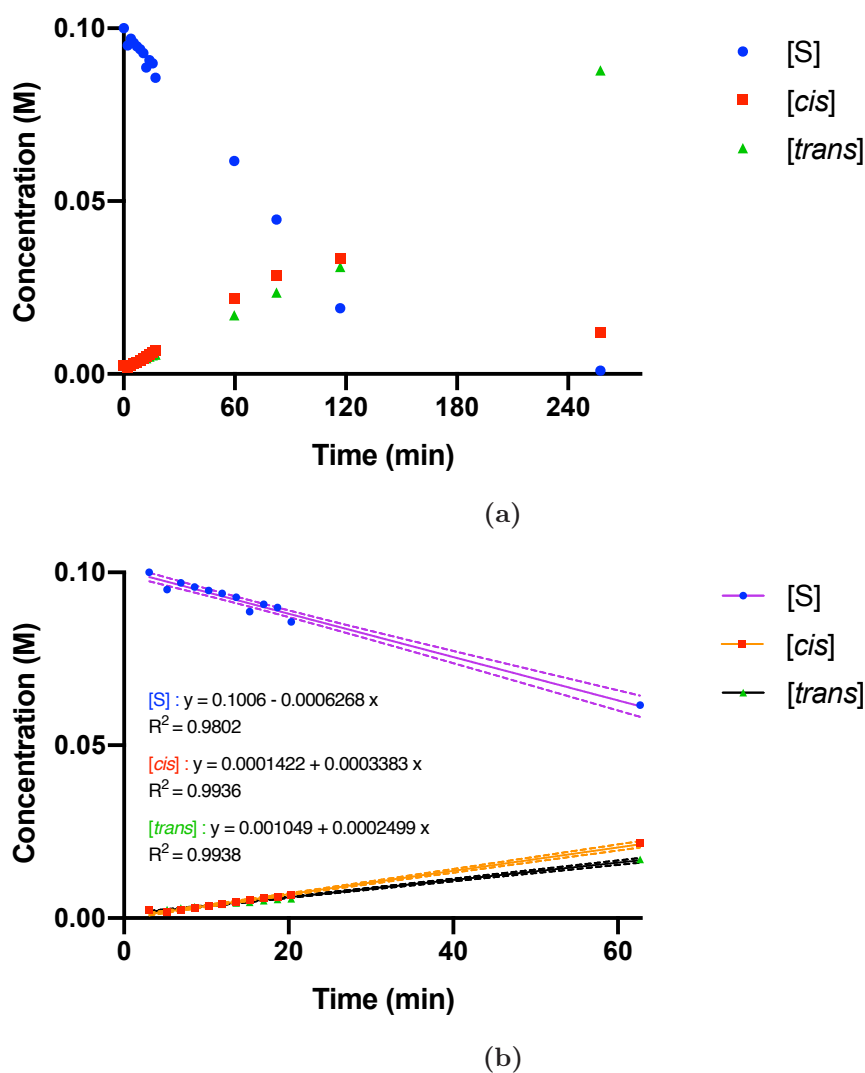 0.10
0.05
0.00
Concentration (M)
0
60
120
180
240
Time (min)
[S]
[cis]
[trans]
(a)
0.10
0.05
0.00
Concentration (M)
[S] : y = 0.1006 - 0.0006268 x
R² = 0.9802
[cis] : y = 0.0001422 + 0.0003383 x
R² = 0.9936
[trans] : y = 0.001049 + 0.0002499 x
R² = 0.9938
0
20
40
60
Time (min)
[S]
[cis]
[trans]
(b)